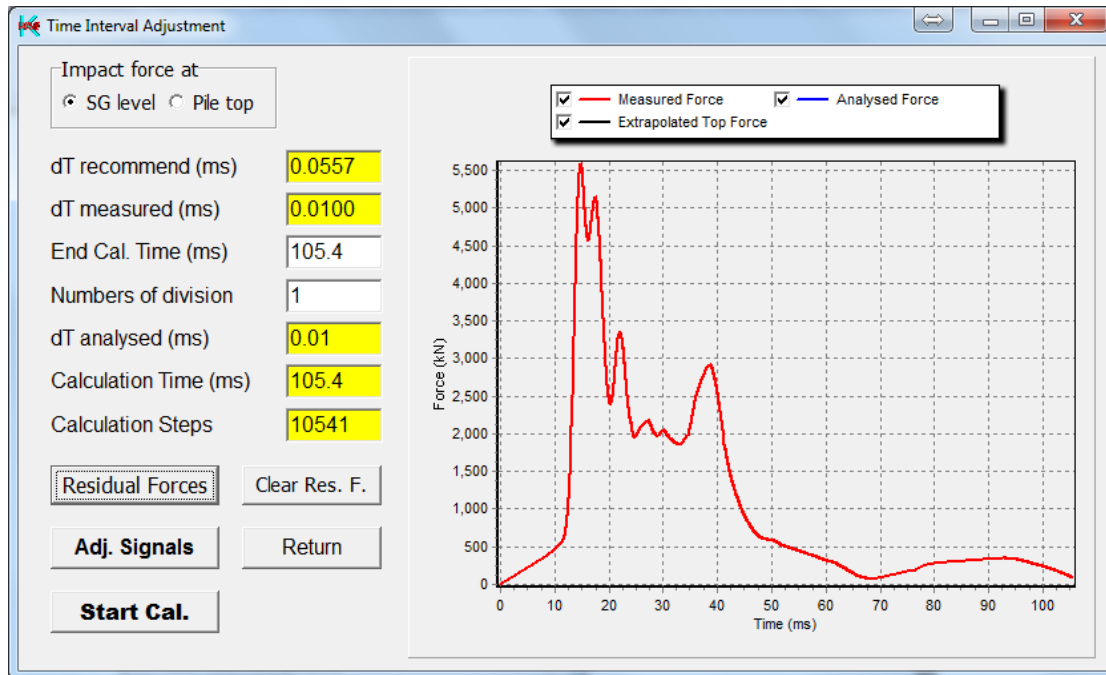 Time Interval Adjustment
Impact force at
SG level Pile top
dT recommend (ms) 0.0557
dT measured (ms) 0.0100
End Cal. Time (ms) 105.4
Numbers of division 1
dT analysed (ms) 0.01
Calculation Time (ms) 105.4
Calculation Steps 10541
Residual Forces Clear Res. F.
Adj. Signals Return
Start Cal.
Measured Force Analysed Force
Extrapolated Top Force
5,500
5,000
4,500
4,000
3,500
3,000
2,500
2,000
1,500
1,000
500
0
Force (kN)
0 10 20 30 40 50 60 70 80 90 100
Time (ms)